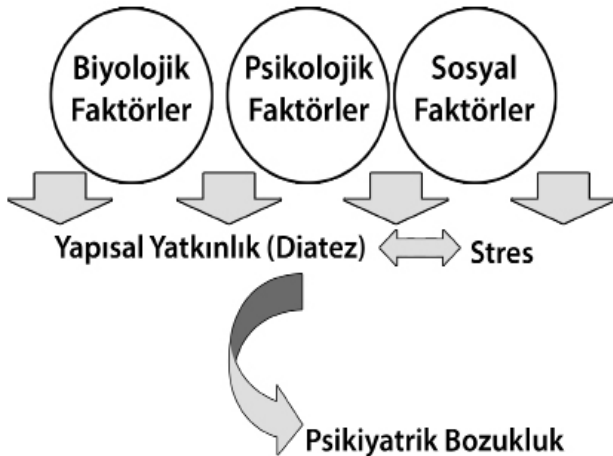 Biyolojik
Faktörler
Psikolojik
Faktörler
Sosyal
Faktörler
Yapısal Yatkınlık (Diatez)
Stres
Psikiyatrik Bozukluk